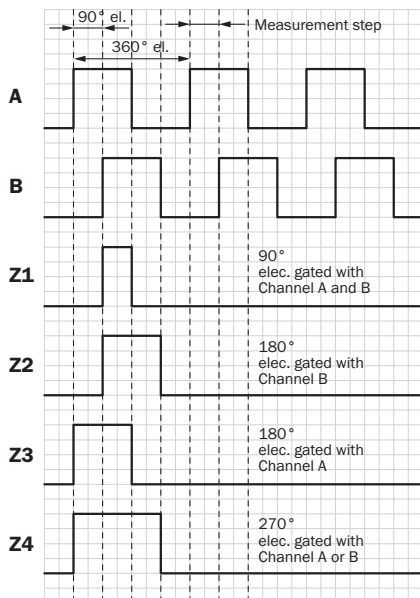 90° el.
Measurement step
360° el.
A
B
Z1
90°
elec. gated with
Channel A and B
Z2
180°
elec. gated with
Channel B
Z3
180°
elec. gated with
Channel A
Z4
270°
elec. gated with
Channel A or B